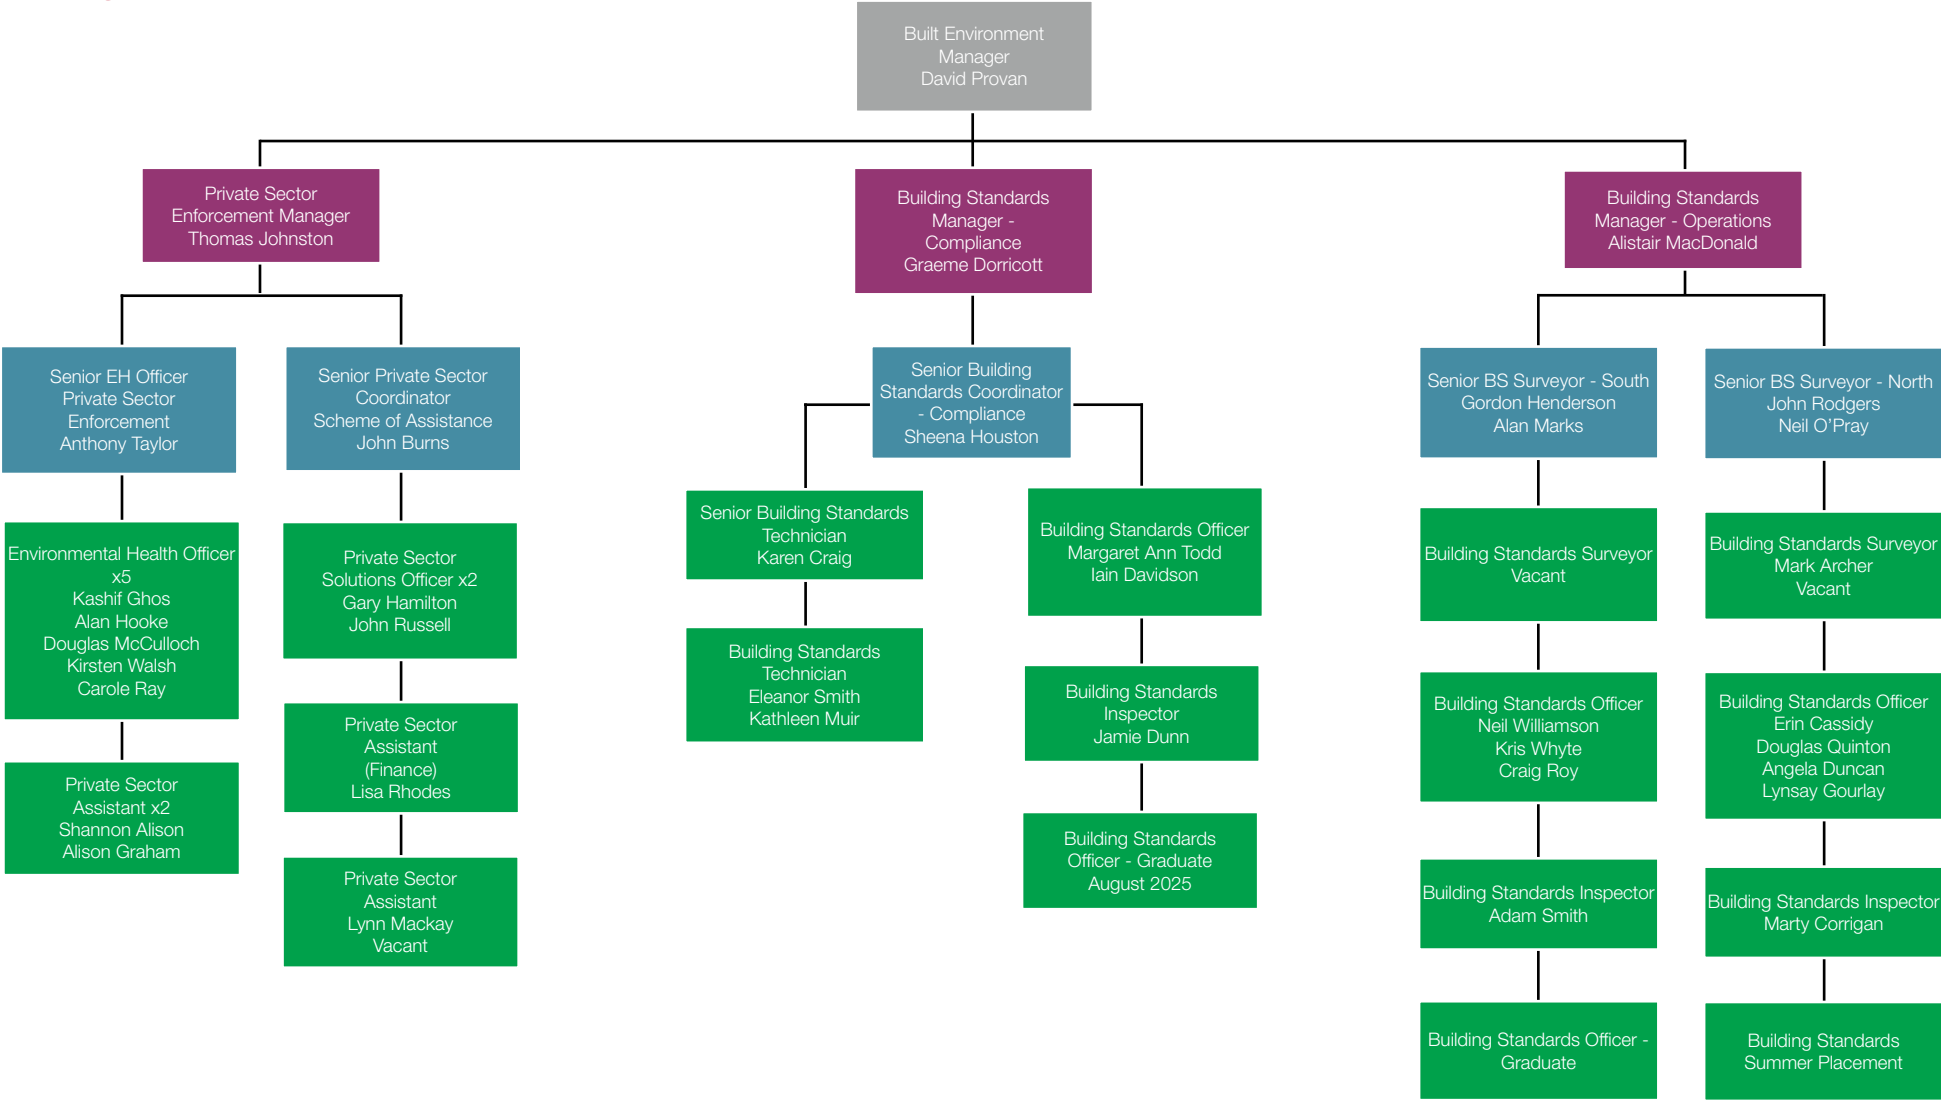 Built Environment
Manager
David Provan
Private Sector
Enforcement Manager
Thomas Johnston
Building Standards
Manager -
Compliance
Graeme Dorricott
Building Standards
Manager - Operations
Alistair MacDonald
Senior EH Officer
Private Sector
Enforcement
Anthony Taylor
Senior Private Sector
Coordinator
Scheme of Assistance
John Burns
Senior Building
Standards Coordinator
- Compliance
Sheena Houston
Senior BS Surveyor - South
Gordon Henderson
Alan Marks
Senior BS Surveyor - North
John Rodgers
Neil O'Pray
Environmental Health Officer
x5
Kashif Ghos
Alan Hooke
Douglas McCulloch
Kirsten Walsh
Carole Ray
Private Sector
Assistant x2
Shannon Alison
Alison Graham
Private Sector
Solutions Officer x2
Gary Hamilton
John Russell
Private Sector
Assistant
(Finance)
Lisa Rhodes
Private Sector
Assistant
Lynn Mackay
Vacant
Senior Building Standards
Technician
Karen Craig
Building Standards
Technician
Eleanor Smith
Kathleen Muir
Building Standards Officer
Margaret Ann Todd
Iain Davidson
Building Standards
Inspector
Jamie Dunn
Building Standards
Officer - Graduate
August 2025
Building Standards Surveyor
Vacant
Building Standards Officer
Neil Williamson
Kris Whyte
Craig Roy
Building Standards Inspector
Adam Smith
Building Standards Officer -
Graduate
Building Standards Surveyor
Mark Archer
Vacant
Building Standards Officer
Erin Cassidy
Douglas Quinton
Angela Duncan
Lynsay Gourlay
Building Standards Inspector
Marty Corrigan
Building Standards
Summer Placement